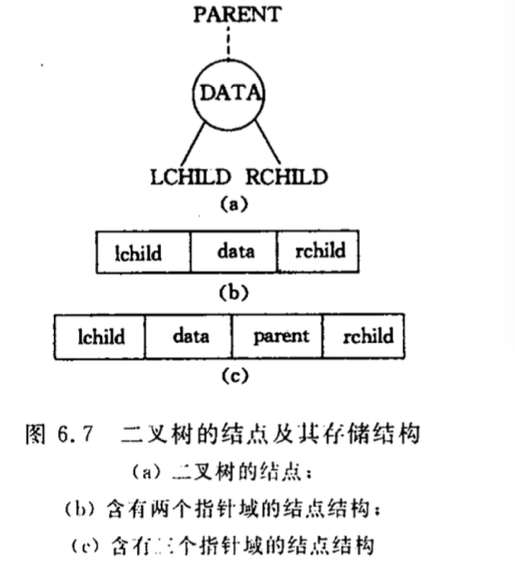 PARENT
DATA
LCHILD RCHILD
(a)
lchild data rchild
(b)
lchild data parent rchild
(c)
图 6.7 二叉树的结点及其存储结构
(a) 二叉树的结点;
(b) 含有两个指针域的结点结构;
(c) 含有三个指针域的结点结构